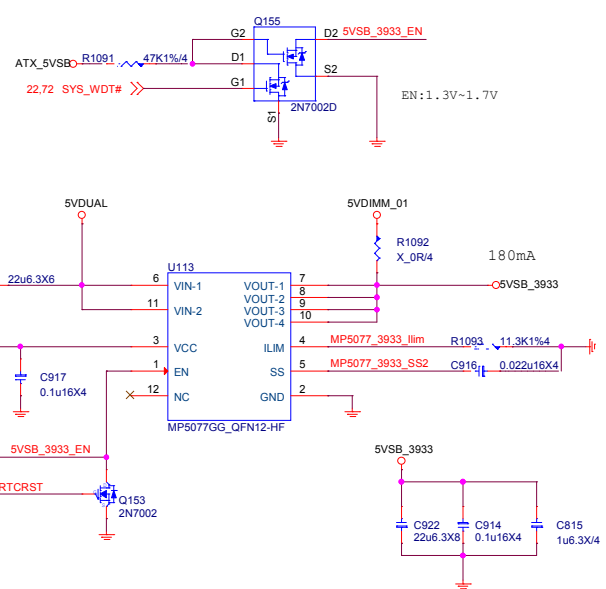 Q155
G2
D2
5VSB_3933_EN
ATX_5VSB
R1091
47K1%/4
D1
S2
22,72
SYS_WDT#
G1
EN:1.3V~1.7V
S1
2N7002D
5VDUAL
5VDIMM_01
R1092
X_0R/4
180mA
U113
22u6.3X6
6
VIN-1
VOUT-1
7
5VSB_3933
VOUT-2
8
11
VIN-2
VOUT-3
9
VOUT-4
10
3
VCC
ILIM
4
MP5077_3933_Ilim
R1093
11.3K1%4
1
EN
SS
5
MP5077_3933_SS2
C916
0.022u16X4
C917
0.1u16X4
12
NC
GND
2
MP5077GG_QFN12-HF
5VSB_3933_EN
5VSB_3933
RTCRST
Q153
2N7002
C922
22u6.3X8
C914
0.1u16X4
C815
1u6.3X/4